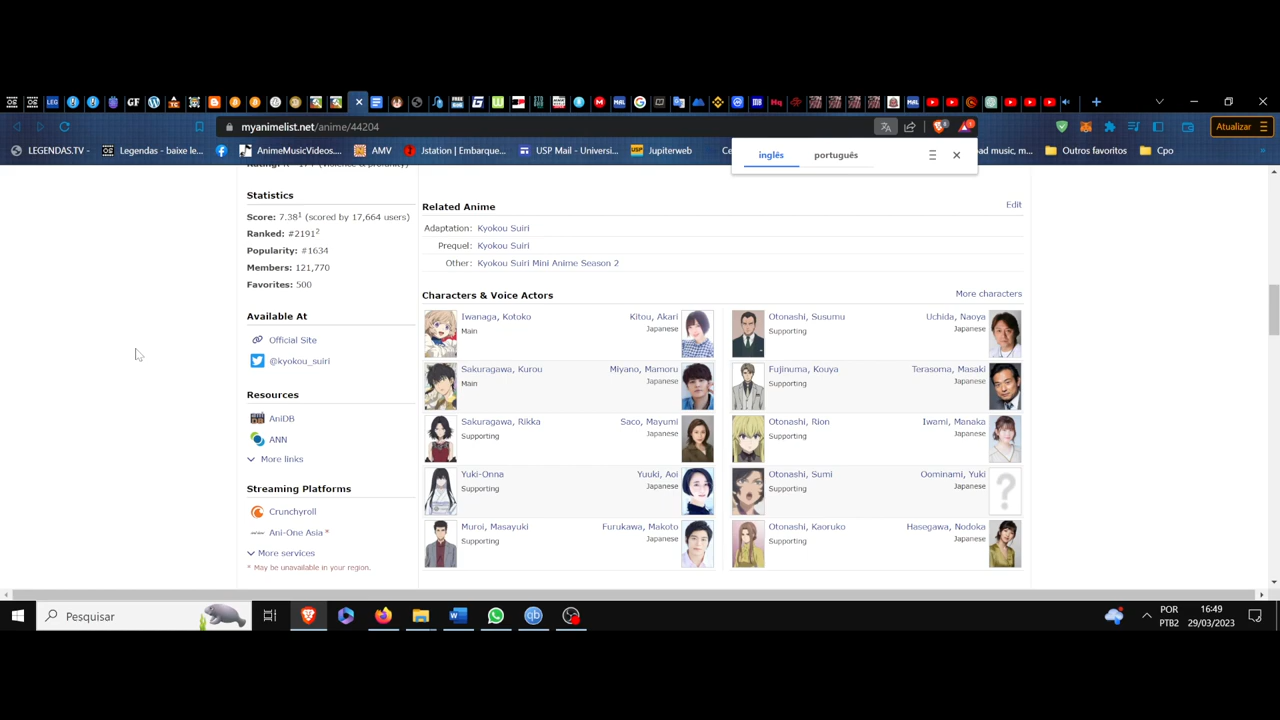 myanimelist.net/anime/44204
Atualizar
LEGENDAS.TV -
Legendas - baixe le...
AnimeMusicVideos....
AMV
Jstation | Embarque...
USP Mail - Universi...
Jupiterweb
Outros favoritos
Cpo
inglês
português
Statistics
Score: 7.38¹ (scored by 17,664 users)
Ranked: #2191²
Popularity: #1634
Members: 121,770
Favorites: 500
Available At
Official Site
@kyokou_suiri
Resources
AniDB
ANN
More links
Streaming Platforms
Crunchyroll
Ani-One Asia *
More services
* May be unavailable in your region.
Related Anime
Edit
Adaptation: Kyokou Suiri
Prequel: Kyokou Suiri
Other: Kyokou Suiri Mini Anime Season 2
Characters & Voice Actors
More characters
Iwanaga, Kotoko
Main
Kitou, Akari
Japanese
Otonashi, Susumu
Supporting
Uchida, Naoya
Japanese
Sakuragawa, Kurou
Main
Miyano, Mamoru
Japanese
Fujinuma, Kouya
Supporting
Terasoma, Masaki
Japanese
Sakuragawa, Rikka
Supporting
Saco, Mayumi
Japanese
Otonashi, Rion
Supporting
Iwami, Manaka
Japanese
Yuki-Onna
Supporting
Yuuki, Aoi
Japanese
Otonashi, Sumi
Supporting
Oominami, Yuki
Japanese
Muroi, Masayuki
Supporting
Furukawa, Makoto
Japanese
Otonashi, Kaoruko
Supporting
Hasegawa, Nodoka
Japanese
Pesquisar
POR
PTB2
16:49
29/03/2023